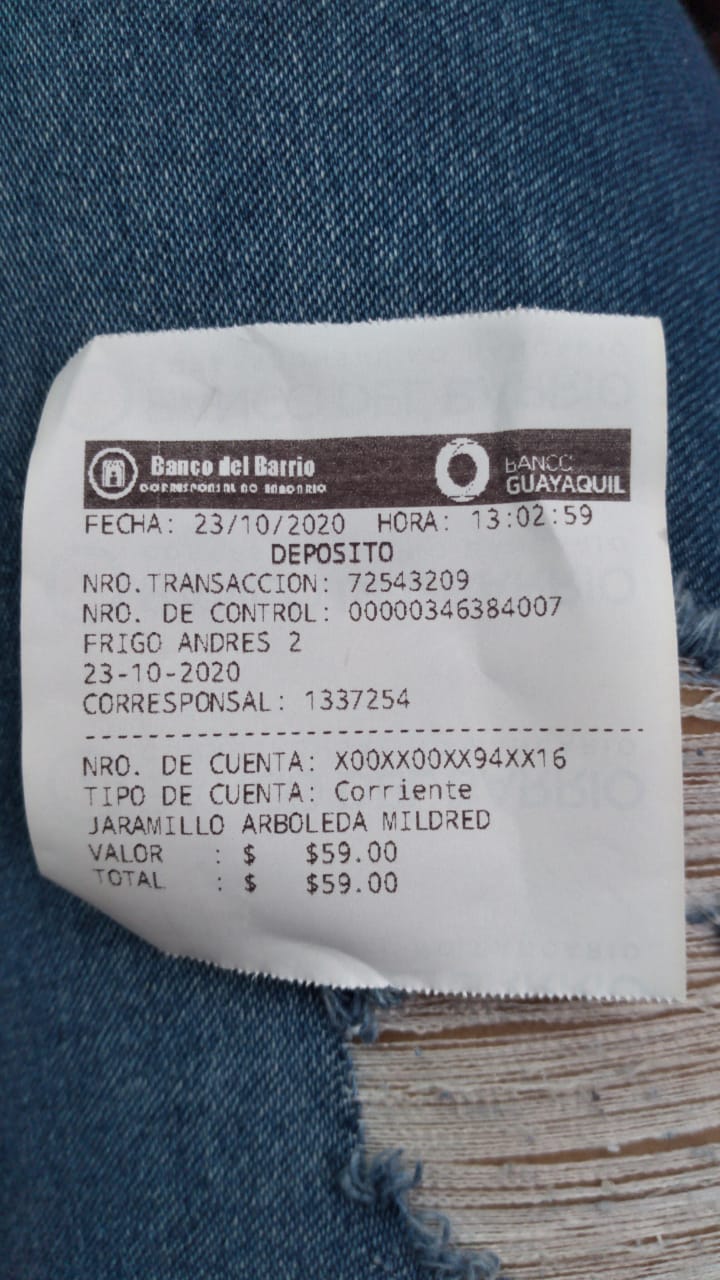 Banco del Barrio
CORRESPONSAL NO BANCARIO
BANCO
GUAYAQUIL
FECHA: 23/10/2020 HORA: 13:02:59
DEPOSITO
NRO.TRANSACCION: 72543209
NRO. DE CONTROL: 00000346384007
FRIGO ANDRES 2
23-10-2020
CORRESPONSAL: 1337254
NRO. DE CUENTA: X00XX00XX94XX16
TIPO DE CUENTA: Corriente
JARAMILLO ARBOLEDA MILDRED
VALOR : $ $59.00
TOTAL : $ $59.00